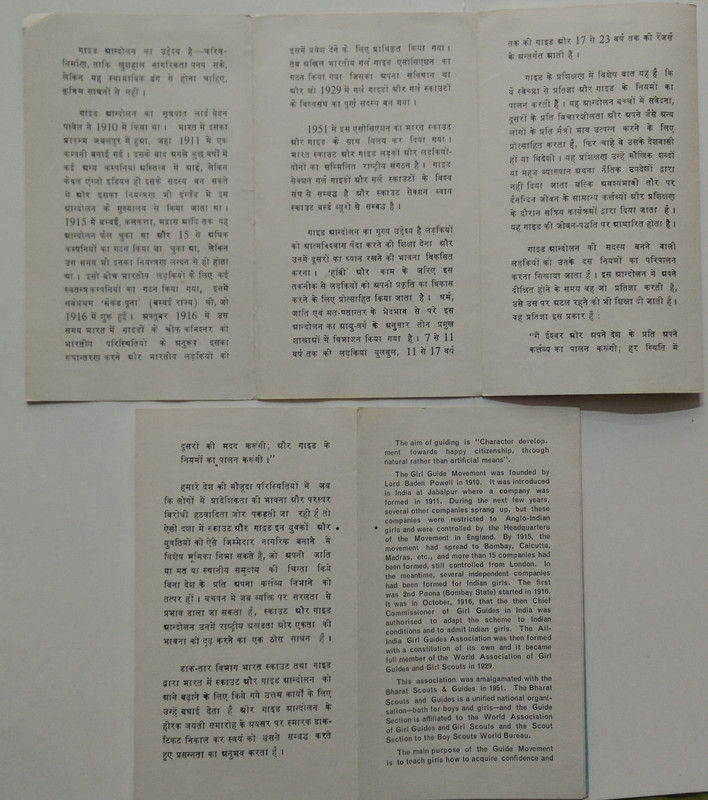 गाइड आन्दोलन का उद्देश्य है—चरित्र-
निर्माण, ताकि खुशहाल नागरिकता पनप सके,
लेकिन यह स्वाभाविक ढंग से होना चाहिए,
कृत्रिम साधनों से नहीं ।
गाइड आन्दोलन का सूत्रपात लार्ड बेडन
पावेल ने 1910 में किया था । भारत में इसका
प्रारम्भ जबलपुर में हुआ, जहां 1911 में एक
कम्पनी बनाई गई । इसके बाद अगले कुछ वर्षों में
कई अन्य कम्पनियां अस्तित्व में आईं, लेकिन
केवल एंग्लो इंडियन ही इसके सदस्य बन सकते
थे और इसका नियन्त्रण भी इंग्लैंड में इस
आन्दोलन के मुख्यालय से किया जाता था ।
1915 में बम्बई, कलकत्ता, मद्रास आदि तक यह
आन्दोलन फैल चुका था और 15 से अधिक
कम्पनियों का गठन किया जा चुका था, लेकिन
उस समय भी इनका नियन्त्रण लन्दन से ही होता
था । इसी बीच भारतीय लड़कियों के लिए कई
स्वतन्त्र कम्पनियों का गठन किया गया, इनमें
सर्वप्रथम 'सेकंड पूना' (बम्बई राज्य) थी, जो
1916 में शुरू हुई । अक्तूबर 1916 में उस
समय भारत में गाइडों के चीफ कमिश्नर को
भारतीय परिस्थितियों के अनुरूप इसका
रूपान्तरण करने और भारतीय लड़कियों को
इसमें प्रवेश देने के लिए प्राधिकृत किया गया ।
तब अखिल भारतीय गर्ल गाइड एसोसिएशन का
गठन किया गया जिसका अपना संविधान था
और जो 1929 में गर्ल गाइडों और गर्ल स्काउटों
के विश्वसंघ का पूर्ण सदस्य बन गया ।
1951 में इस एसोसिएशन का भारत स्काउट
और गाइड के साथ विलय कर दिया गया ।
भारत स्काउट और गाइड लड़कों और लड़कियों-
दोनों का सम्मिलित राष्ट्रीय संगठन है । गाइड
सेक्शन गर्ल गाइडों और गर्ल स्काउटों के विश्व
संघ से सम्बद्ध है और स्काउट सेक्शन ब्वाय
स्काउट वर्ल्ड ब्यूरो से सम्बद्ध है ।
गाइड आन्दोलन का मुख्य उद्देश्य है लड़कियों
को आत्मविश्वास पैदा करने की शिक्षा देना और
उनमें दूसरों का ध्यान रखने की भावना विकसित
करना । 'हॉबी' और काम के जरिए इस
तकनीक से लड़कियों को अपनी प्रकृति का विकास
करने के लिए प्रोत्साहित किया जाता है । धर्म,
जाति एवं मत-मतान्तर के भेदभाव से परे इस
आन्दोलन का आयु-वर्ग के अनुसार तीन प्रमुख
शाखाओं में विभाजन किया गया है । 7 से 11
वर्ष तक की लड़कियां बुलबुल, 11 से 17 वर्ष
तक की गाइड और 17 से 23 वर्ष तक की रेंजर्स
के अन्तर्गत आती हैं ।
गाइड के प्रशिक्षण में विशेष बात यह है कि
वे स्वेच्छा से प्रतिज्ञा और गाइड के नियमों का
पालन करती हैं । यह आन्दोलन बच्चों में संवेदना,
दूसरों के प्रति विचारशीलता और अपने जैसे अन्य
लोगों के प्रति मैत्री भाव उत्पन्न करने के लिए
प्रोत्साहित करता है, फिर चाहे वे उसके देशवासी
हों या विदेशी । यह प्रशिक्षण उन्हें मौखिक शब्दों
या महज व्याख्यान अथवा नैतिक उपदेशों द्वारा
नहीं दिया जाता बल्कि अवश्यंभावी तौर पर
दैनन्दिन जीवन के सामान्य कर्त्तव्यों और प्रशिक्षण
के दौरान सक्रिय कार्यक्रमों द्वारा दिया जाता है ।
यह गाइड की जीवन-पद्धति पर आधारित होता है ।
गाइड आन्दोलन की सदस्य बनने वाली
लड़कियों को उनके दस नियमों का परिपालन
करना सिखाया जाता है । इस आन्दोलन में अपने
दीक्षित होने के समय वह जो प्रतिज्ञा करती है,
उसे उस पर अटल रहने की भी शिक्षा दी जाती है ।
वह प्रतिज्ञा इस प्रकार है :
"मैं ईश्वर और अपने देश के प्रति अपने
कर्त्तव्य का पालन करूंगी; हर स्थिति में
दूसरों की मदद करूंगी; और गाइड के
नियमों का पालन करूंगी ।"
हमारे देश की मौजूदा परिस्थितियों में जब
कि लोगों में प्रादेशिकता की भावना और परस्पर
विरोधी हठवादिता जोर पकड़ती जा रही है तो
ऐसी दशा में स्काउट और गाइड इन युवकों और
युवतियों को ऐसे जिम्मेदार नागरिक बनाने में
विशेष भूमिका निभा सकते हैं, जो अपनी जाति
या मत या स्थानीय समुदाय की चिन्ता किये
बिना देश के प्रति अपना कर्त्तव्य निभाने को
तत्पर हों । बचपन में जब व्यक्ति पर सरलता से
प्रभाव डाला जा सकता है, स्काउट और गाइड
आन्दोलन उनमें राष्ट्रीय अखंडता और एकता की
भावना को दृढ़ करने का एक ठोस साधन है ।
डाक-तार विभाग भारत स्काउट तथा गाइड
द्वारा भारत में स्काउट और गाइड आन्दोलन को
आगे बढ़ाने के लिए किये गये उत्तम कार्यों के लिए
उन्हें बधाई देता है और गाइड आन्दोलन के
हीरक जयंती समारोह के अवसर पर स्मारक डाक-
टिकट निकाल कर स्वयं को उससे सम्बद्ध करते
हुए प्रसन्नता का अनुभव करता है ।
The aim of guiding is "Character develop-
ment towards happy citizenship, through
natural rather than artificial means".
The Girl Guide Movement was founded by
Lord Baden Powell in 1910. It was introduced
in India at Jabalpur where a company was
formed in 1911. During the next few years,
several other companies sprang up, but these
companies were restricted to Anglo-Indian
girls and were controlled by the Headquarters
of the Movement in England. By 1915, the
movement had spread to Bombay, Calcutta,
Madras, etc., and more than 15 companies had
been formed, still controlled from London. In
the meantime, several independent companies
had been formed for Indian girls. The first
was 2nd Poona (Bombay State) started in 1916.
It was in October, 1916, that the then Chief
Commissioner of Girl Guides in India was
authorised to adapt the scheme to Indian
conditions and to admit Indian girls. The All-
India Girl Guides Association was then formed
with a constitution of its own and it became
full member of the World Association of Girl
Guides and Girl Scouts in 1929.
This association was amalgamated with the
Bharat Scouts & Guides in 1951. The Bharat
Scouts and Guides is a unified national organi-
sation—both for boys and girls—and the Guide
Section is affiliated to the World Association
of Girl Guides and Girl Scouts and the Scout
Section to the Boy Scouts World Bureau.
The main purpose of the Guide Movement
is to teach girls how to acquire confidence and